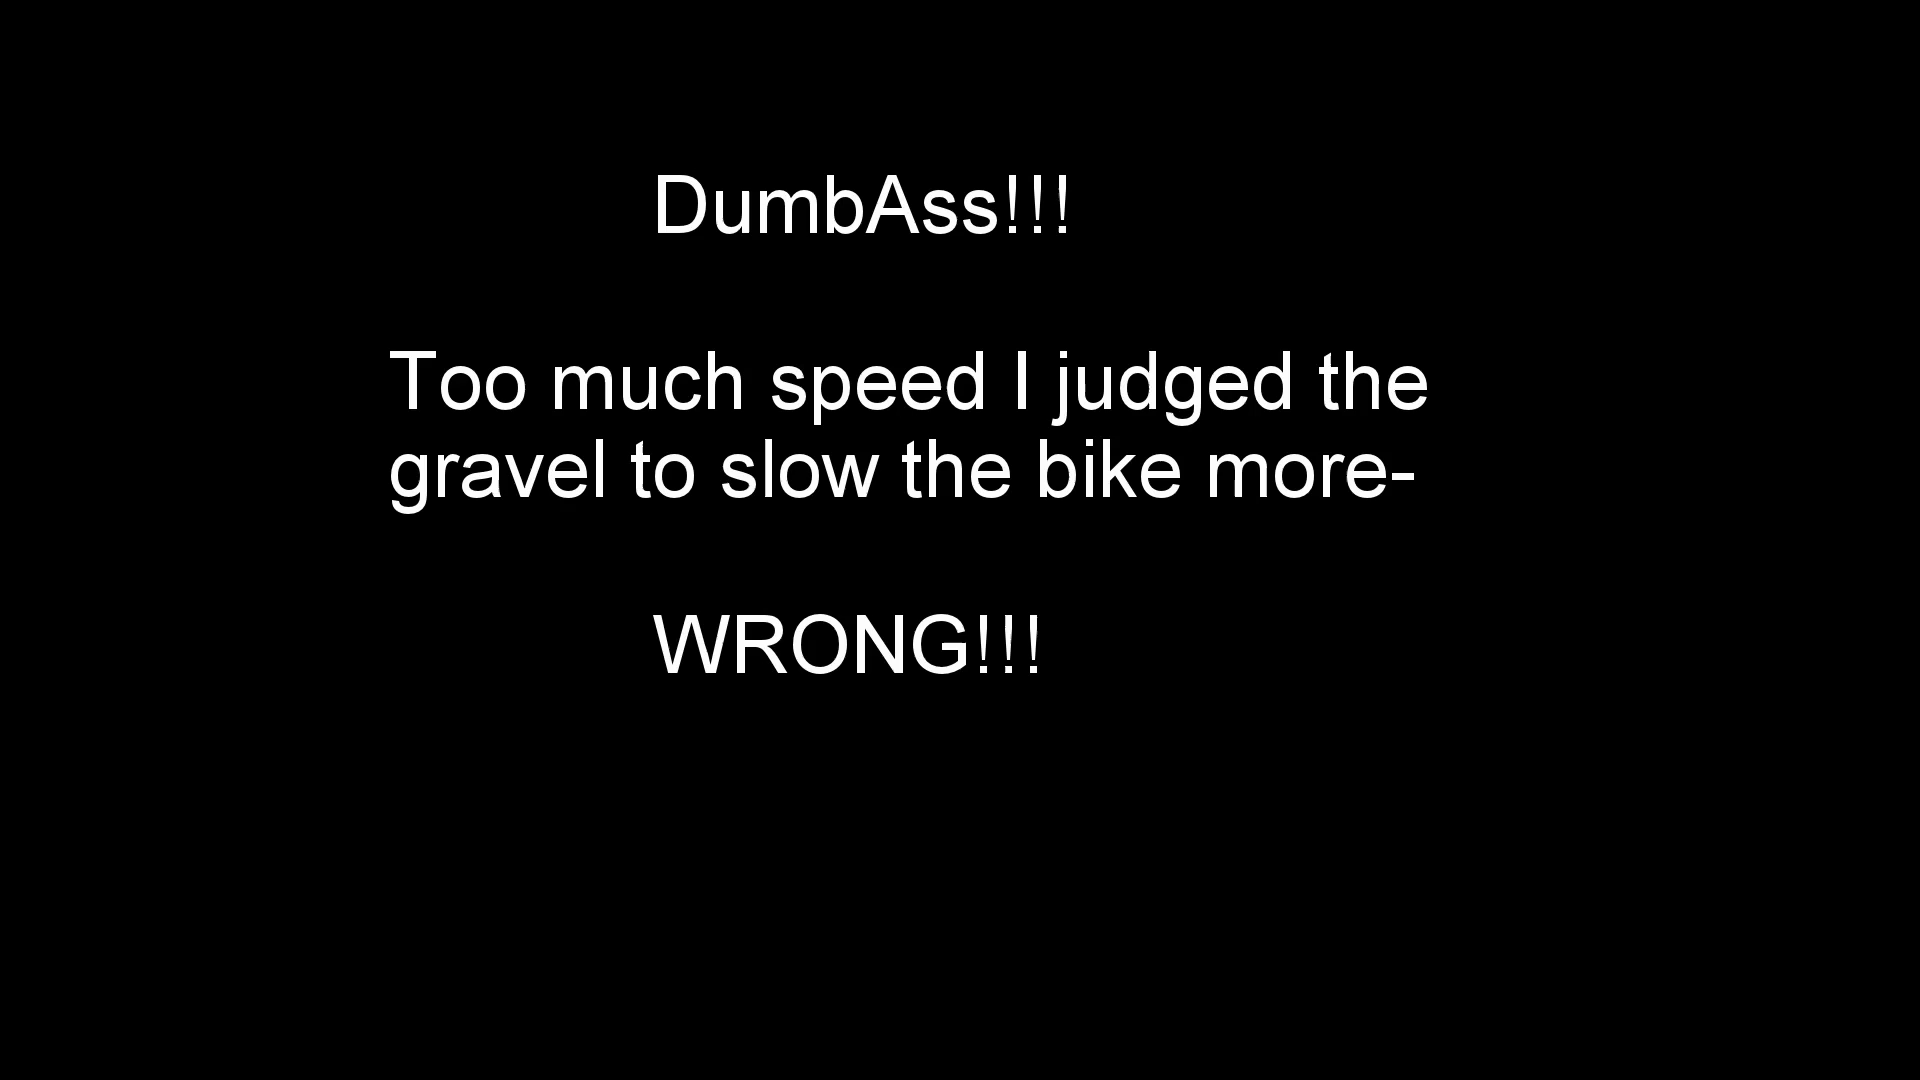 DumbAss!!!
Too much speed I judged the
gravel to slow the bike more-
WRONG!!!